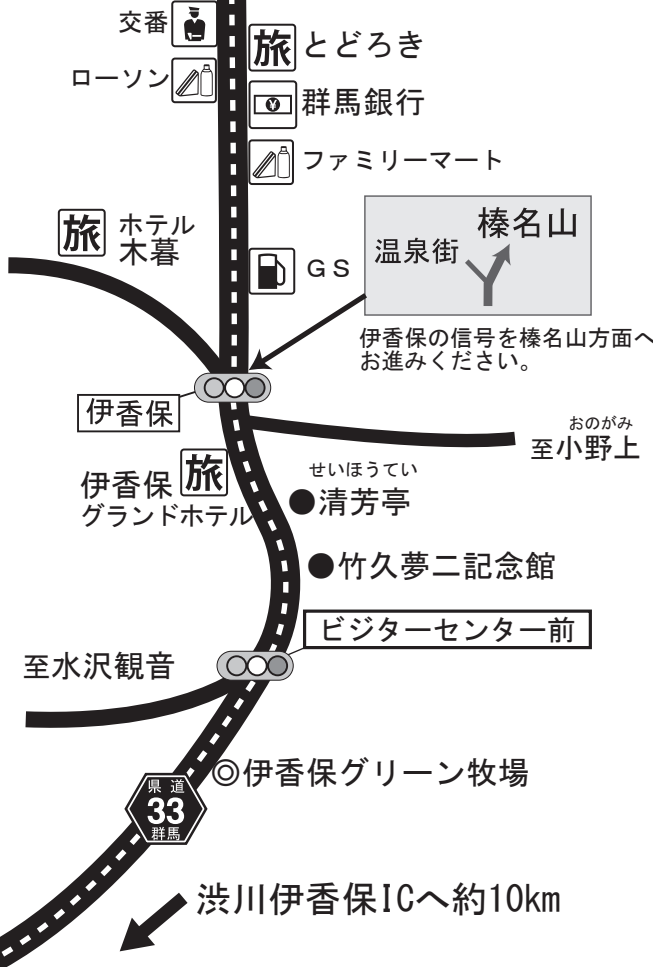 交番
旅 とどろき
ローソン
¥ 群馬銀行
ファミリーマート
旅 ホテル
木暮
GS
榛名山
温泉街
伊香保の信号を榛名山方面へ
お進みください。
伊香保
おのがみ
至小野上
伊香保 旅
グランドホテル
せいほうてい
●清芳亭
●竹久夢二記念館
ビジターセンター前
至水沢観音
◎伊香保グリーン牧場
県道
33
群馬
渋川伊香保ICへ約10km